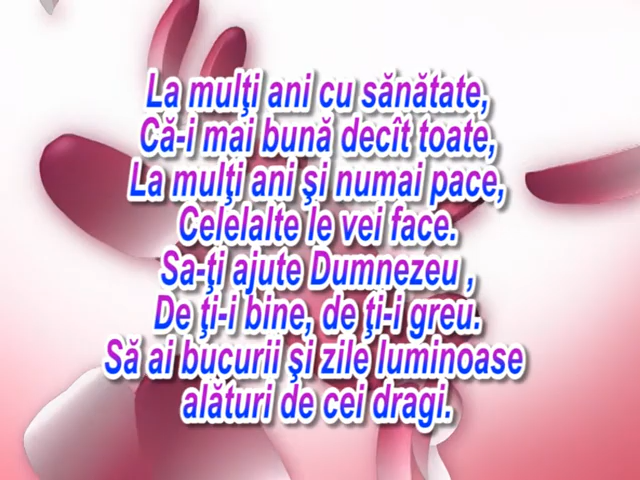 La mulţi ani cu sănătate,
Că-i mai bună decît toate,
La mulţi ani şi numai pace,
Celelalte le vei face.
Sa-ţi ajute Dumnezeu ,
De ţi-i bine, de ţi-i greu.
Să ai bucurii şi zile luminoase
alături de cei dragi.